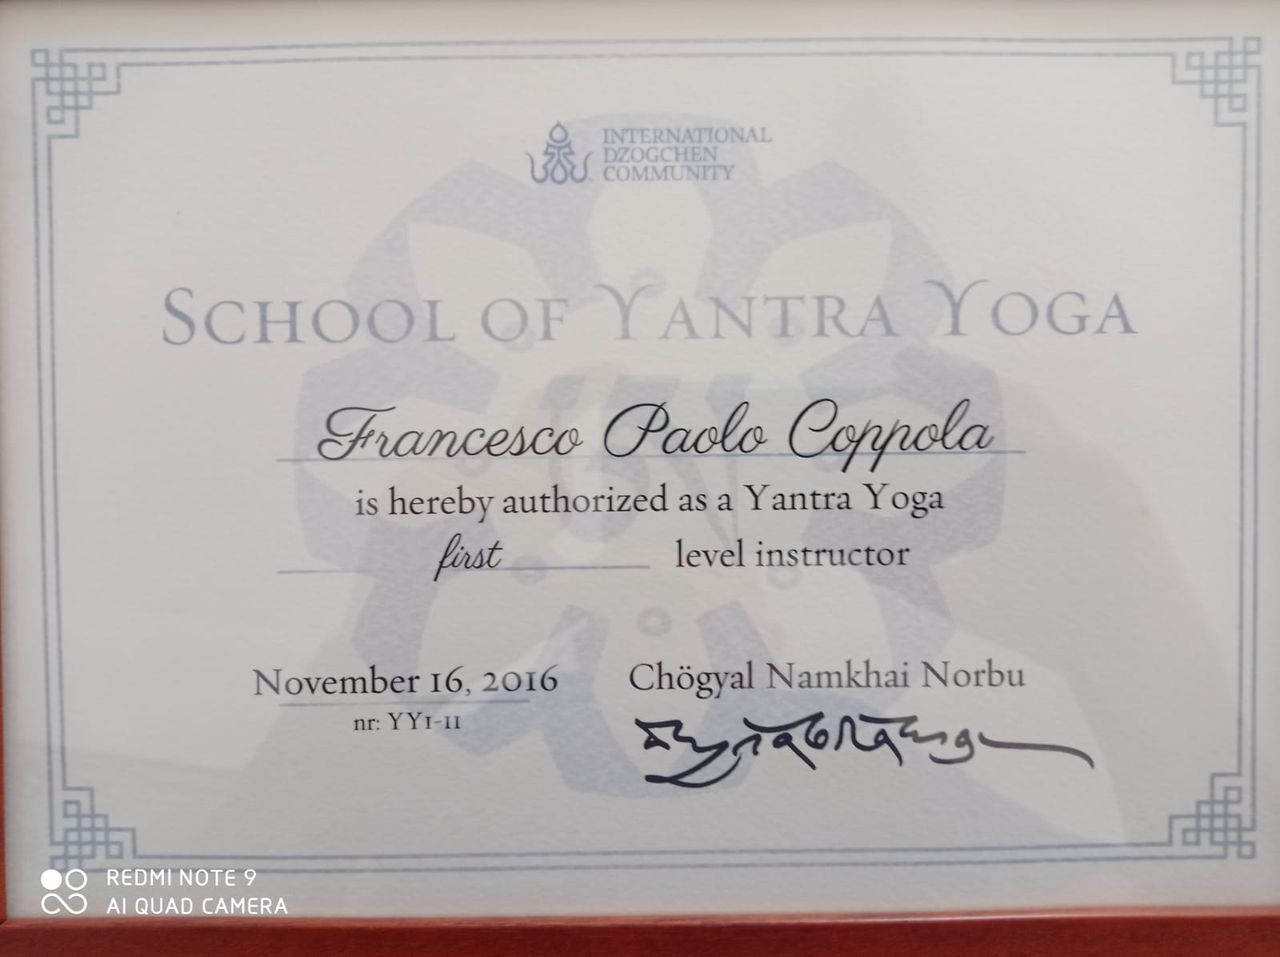 INTERNATIONAL
DZOGCHEN
COMMUNITY
SCHOOL OF YANTRA YOGA
Francesco Paolo Coppola
is hereby authorized as a Yantra Yoga
first level instructor
November 16, 2016
nr: YY1-11
Chögyal Namkhai Norbu
REDMI NOTE 9
AI QUAD CAMERA